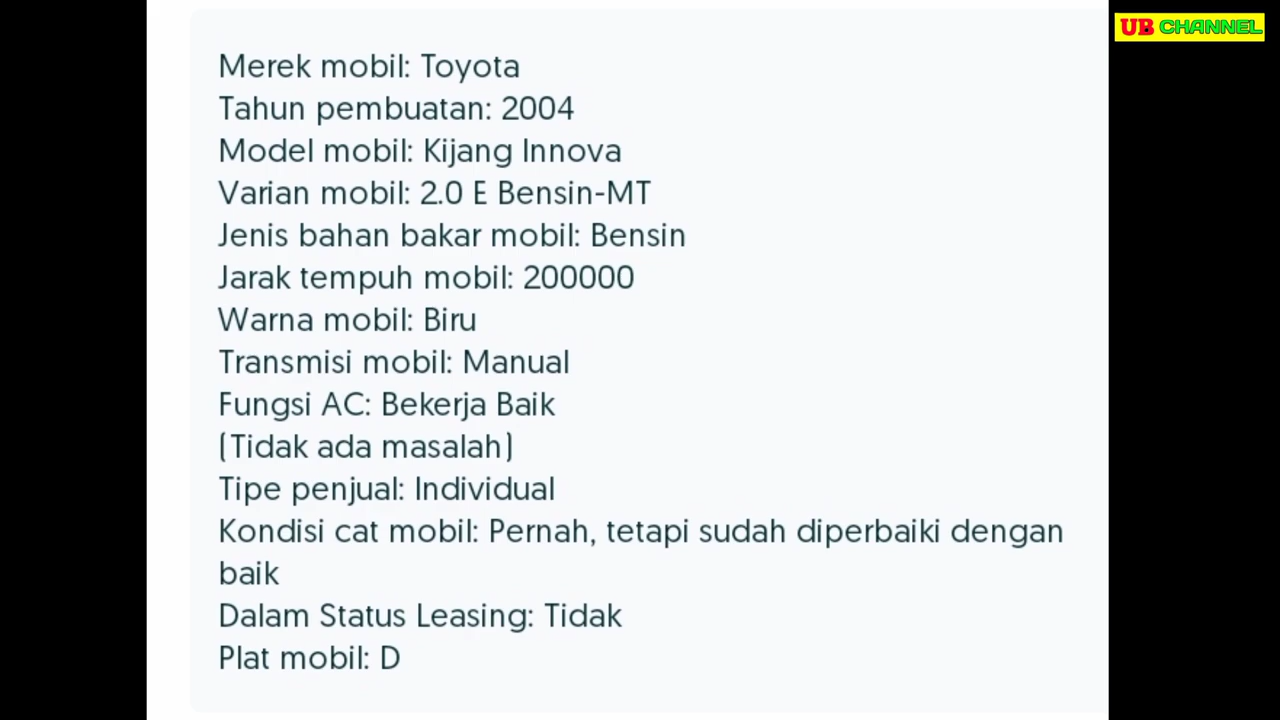 UB CHANNEL
Merek mobil: Toyota
Tahun pembuatan: 2004
Model mobil: Kijang Innova
Varian mobil: 2.0 E Bensin-MT
Jenis bahan bakar mobil: Bensin
Jarak tempuh mobil: 200000
Warna mobil: Biru
Transmisi mobil: Manual
Fungsi AC: Bekerja Baik
(Tidak ada masalah)
Tipe penjual: Individual
Kondisi cat mobil: Pernah, tetapi sudah diperbaiki dengan
baik
Dalam Status Leasing: Tidak
Plat mobil: D